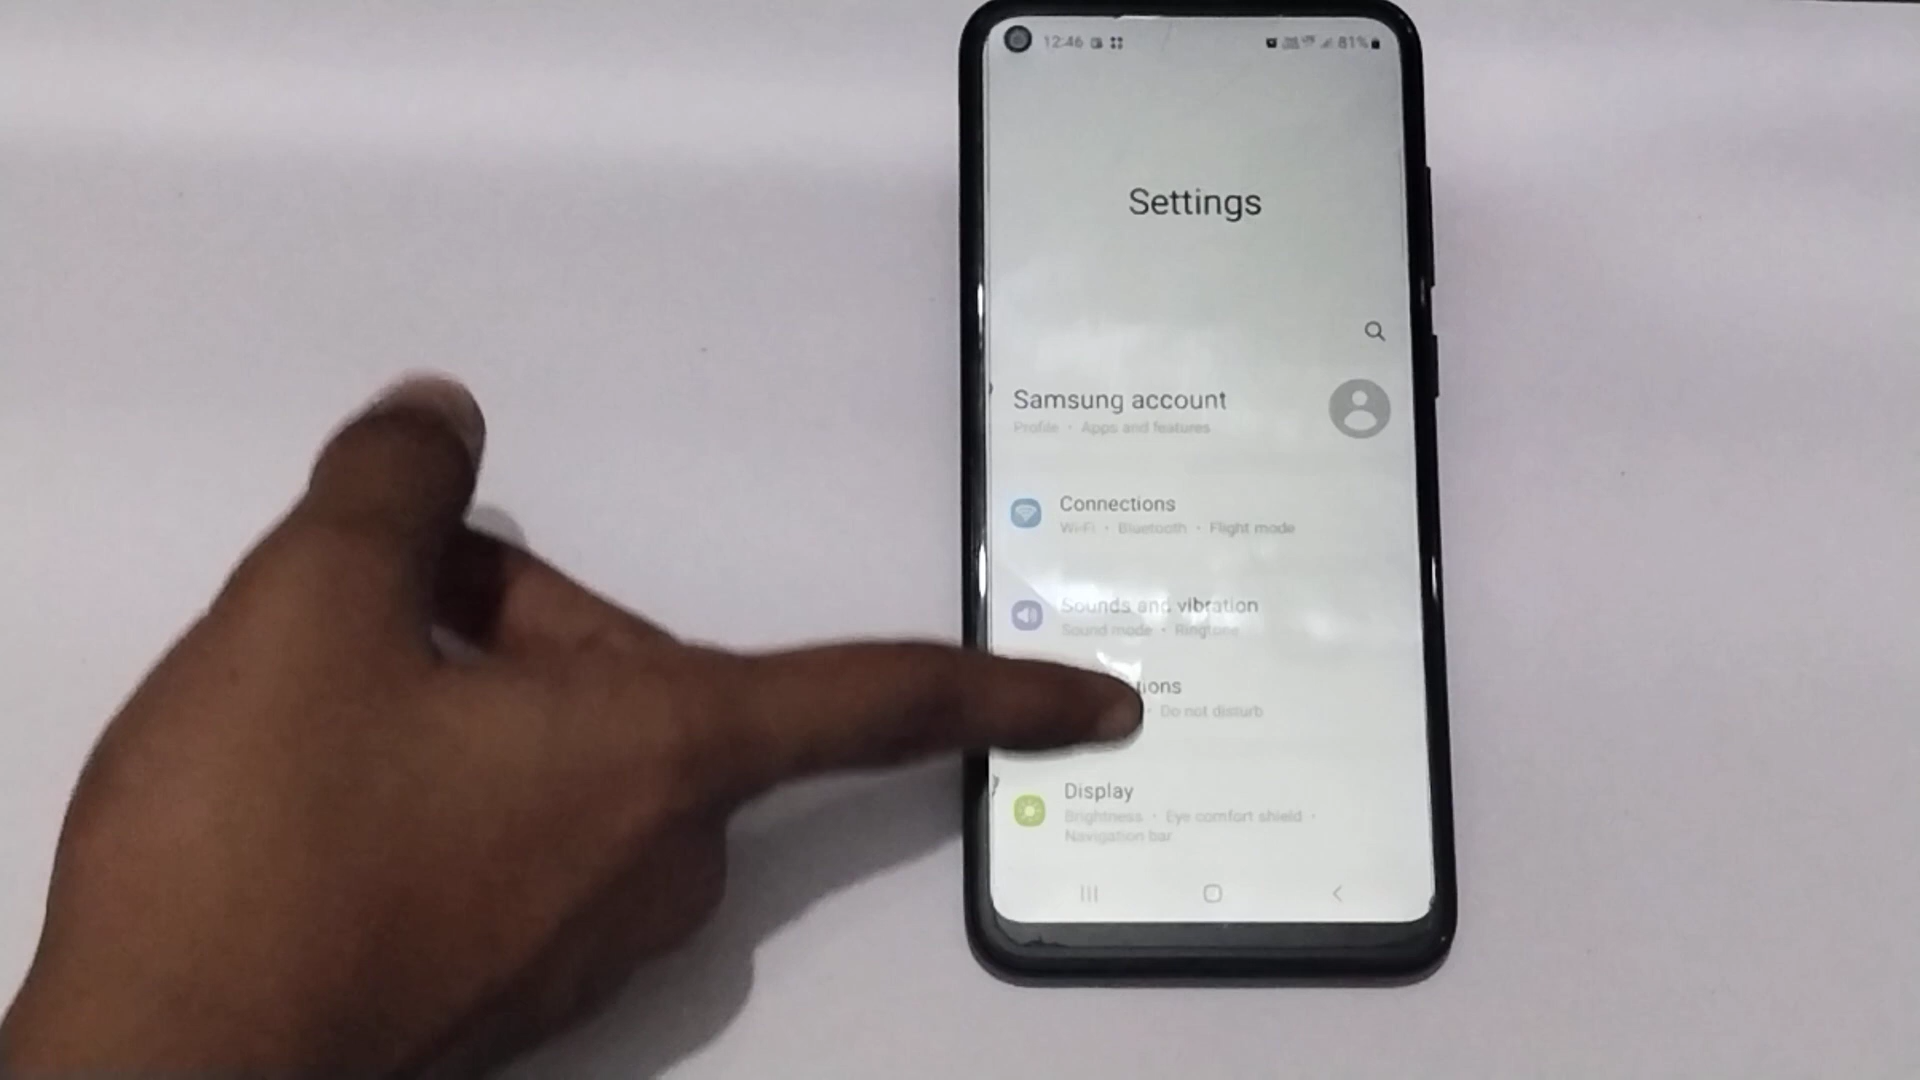 12:46
81%
Settings
Samsung account
Profile • Apps and features
Connections
Wi-Fi • Bluetooth • Flight mode
Sounds and vibration
Sound mode • Ringtone
tions
• Do not disturb
Display
Brightness • Eye comfort shield •
Navigation bar